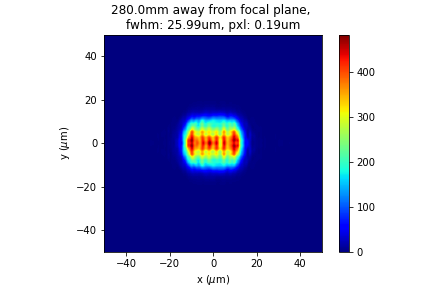 280.0mm away from focal plane,
fwhm: 25.99um, pxl: 0.19um
40
20
0
−20
−40
y (μm)
−40 −20 0 20 40
x (μm)
400
300
200
100
0